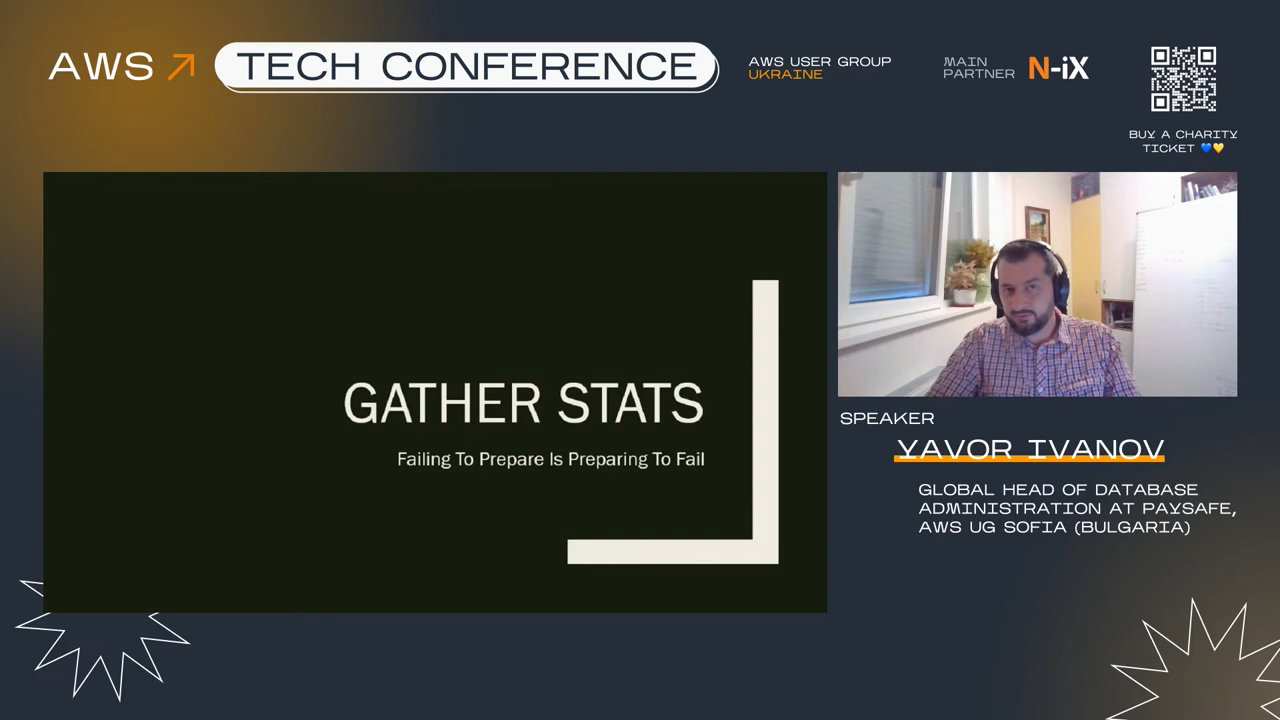 AWS
TECH CONFERENCE
AWS USER GROUP
UKRAINE
MAIN
PARTNER
N-iX
BUY A CHARITY
TICKET 💙💛
GATHER STATS
Failing To Prepare Is Preparing To Fail
SPEAKER
YAVOR IVANOV
GLOBAL HEAD OF DATABASE
ADMINISTRATION AT PAYSAFE,
AWS UG SOFIA (BULGARIA)